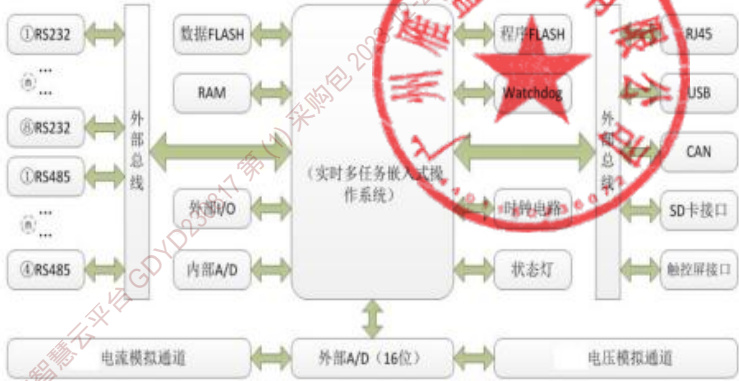 ①RS232
…
…
⑧RS232
①RS485
…
…
④RS485
外部总线
数据FLASH
RAM
外部I/O
内部A/D
(实时多任务嵌入式操
作系统)
程序FLASH
Watchdog
时钟电路
状态灯
外部总线
RJ45
USB
CAN
SD卡接口
触控屏接口
电流模拟通道
外部A/D(16位)
电压模拟通道